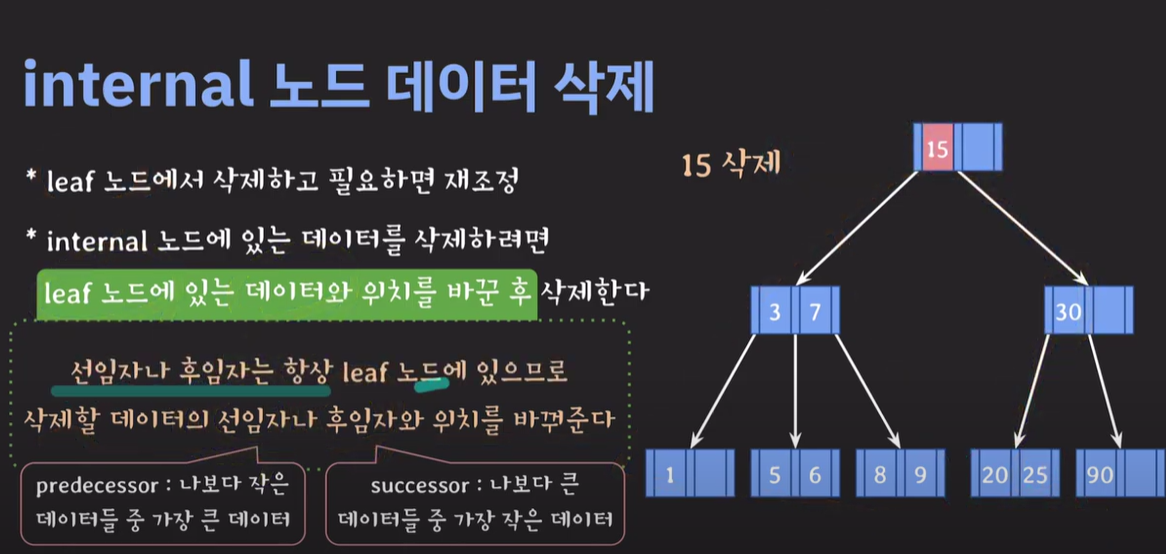 internal 노드 데이터 삭제
* leaf 노드에서 삭제하고 필요하면 재조정
* internal 노드에 있는 데이터를 삭제하려면
leaf 노드에 있는 데이터와 위치를 바꾼 후 삭제한다
선임자나 후임자는 항상 leaf 노드에 있으므로
삭제할 데이터의 선임자나 후임자와 위치를 바꿔준다
predecessor : 나보다 작은
데이터들 중 가장 큰 데이터
successor : 나보다 큰
데이터들 중 가장 작은 데이터
15 삭제
15
3 7
30
1
5 6
8 9
20 25
90